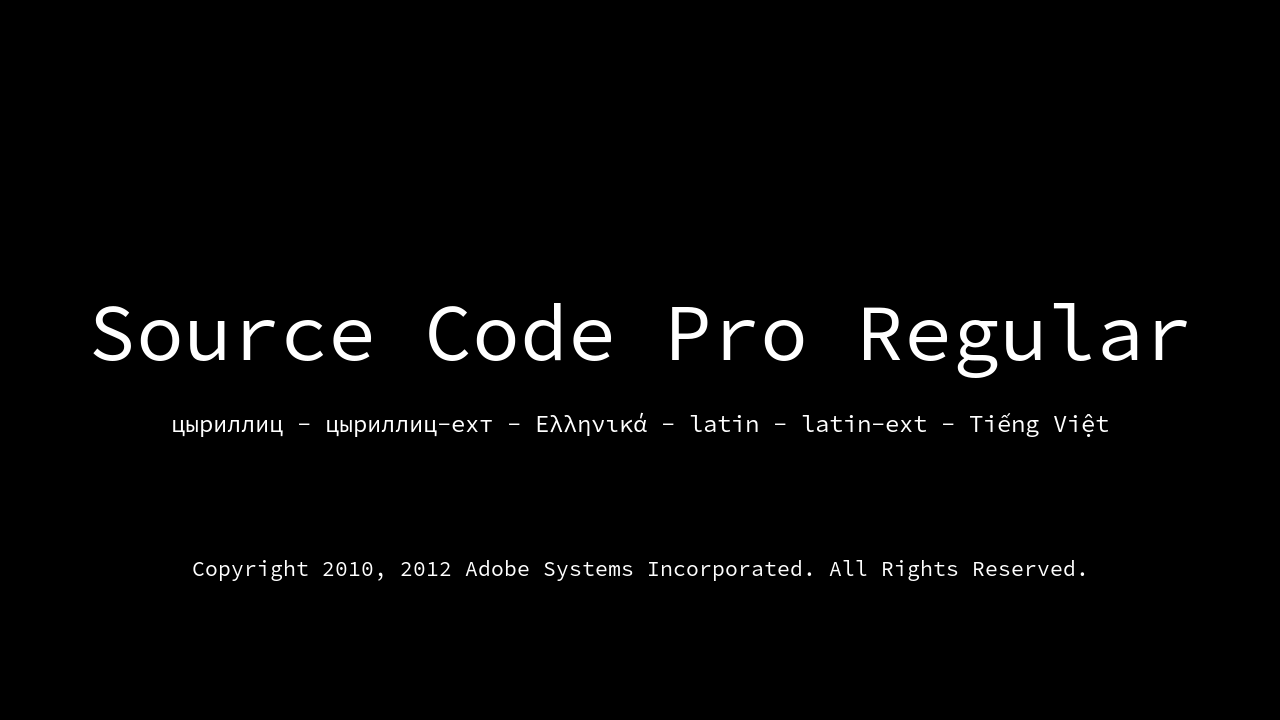 Source Code Pro Regular
цыриллиц - цыриллиц-ехт - Ελληνικά - latin - latin-ext - Tiếng Việt
Copyright 2010, 2012 Adobe Systems Incorporated. All Rights Reserved.